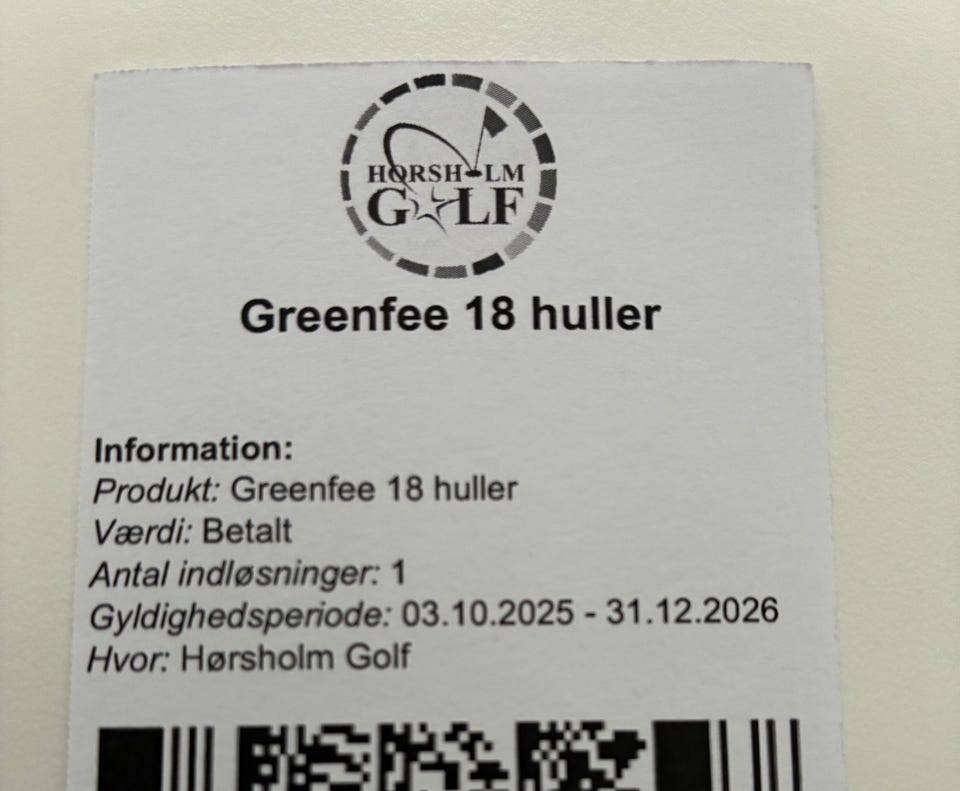 HØRSHOLM
GOLF
Greenfee 18 huller
Information:
Produkt: Greenfee 18 huller
Værdi: Betalt
Antal indløsninger: 1
Gyldighedsperiode: 03.10.2025 - 31.12.2026
Hvor: Hørsholm Golf